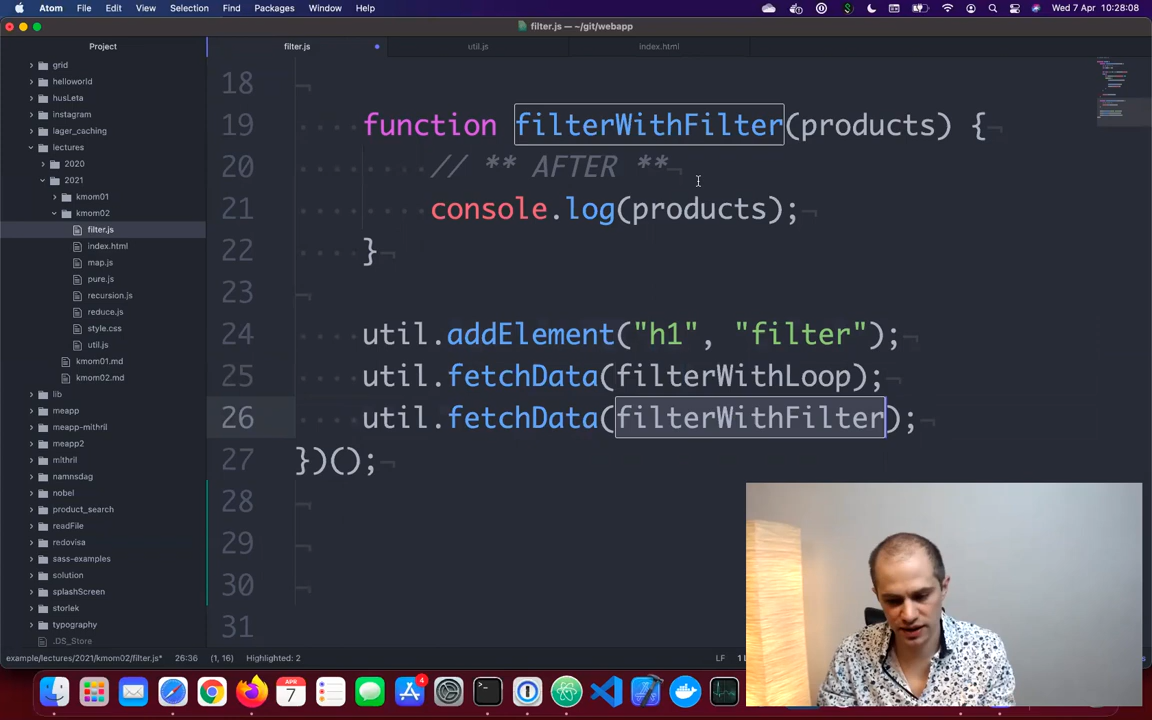 Atom File Edit View Selection Find Packages Window Help Wed 7 Apr 10:28:08
filter.js — ~/git/webapp
Project filter.js util.js index.html
grid
helloworld
husLeta
instagram
lager_caching
lectures
2020
2021
kmom01
kmom02
filter.js
index.html
map.js
pure.js
recursion.js
reduce.js
style.css
util.js
kmom01.md
kmom02.md
lib
meapp
meapp-mithril
meapp2
mithril
namnsdag
nobel
product_search
readFile
redovisa
sass-examples
solution
splashScreen
storlek
typography
.DS_Store
18
19 function filterWithFilter(products) {
20 // ** AFTER **
21 console.log(products);
22 }
23
24 util.addElement("h1", "filter");
25 util.fetchData(filterWithLoop);
26 util.fetchData(filterWithFilter);
27 })();
28
29
30
31
example/lectures/2021/kmom02/filter.js* 26:36 (1, 16) Highlighted: 2 LF
7
4